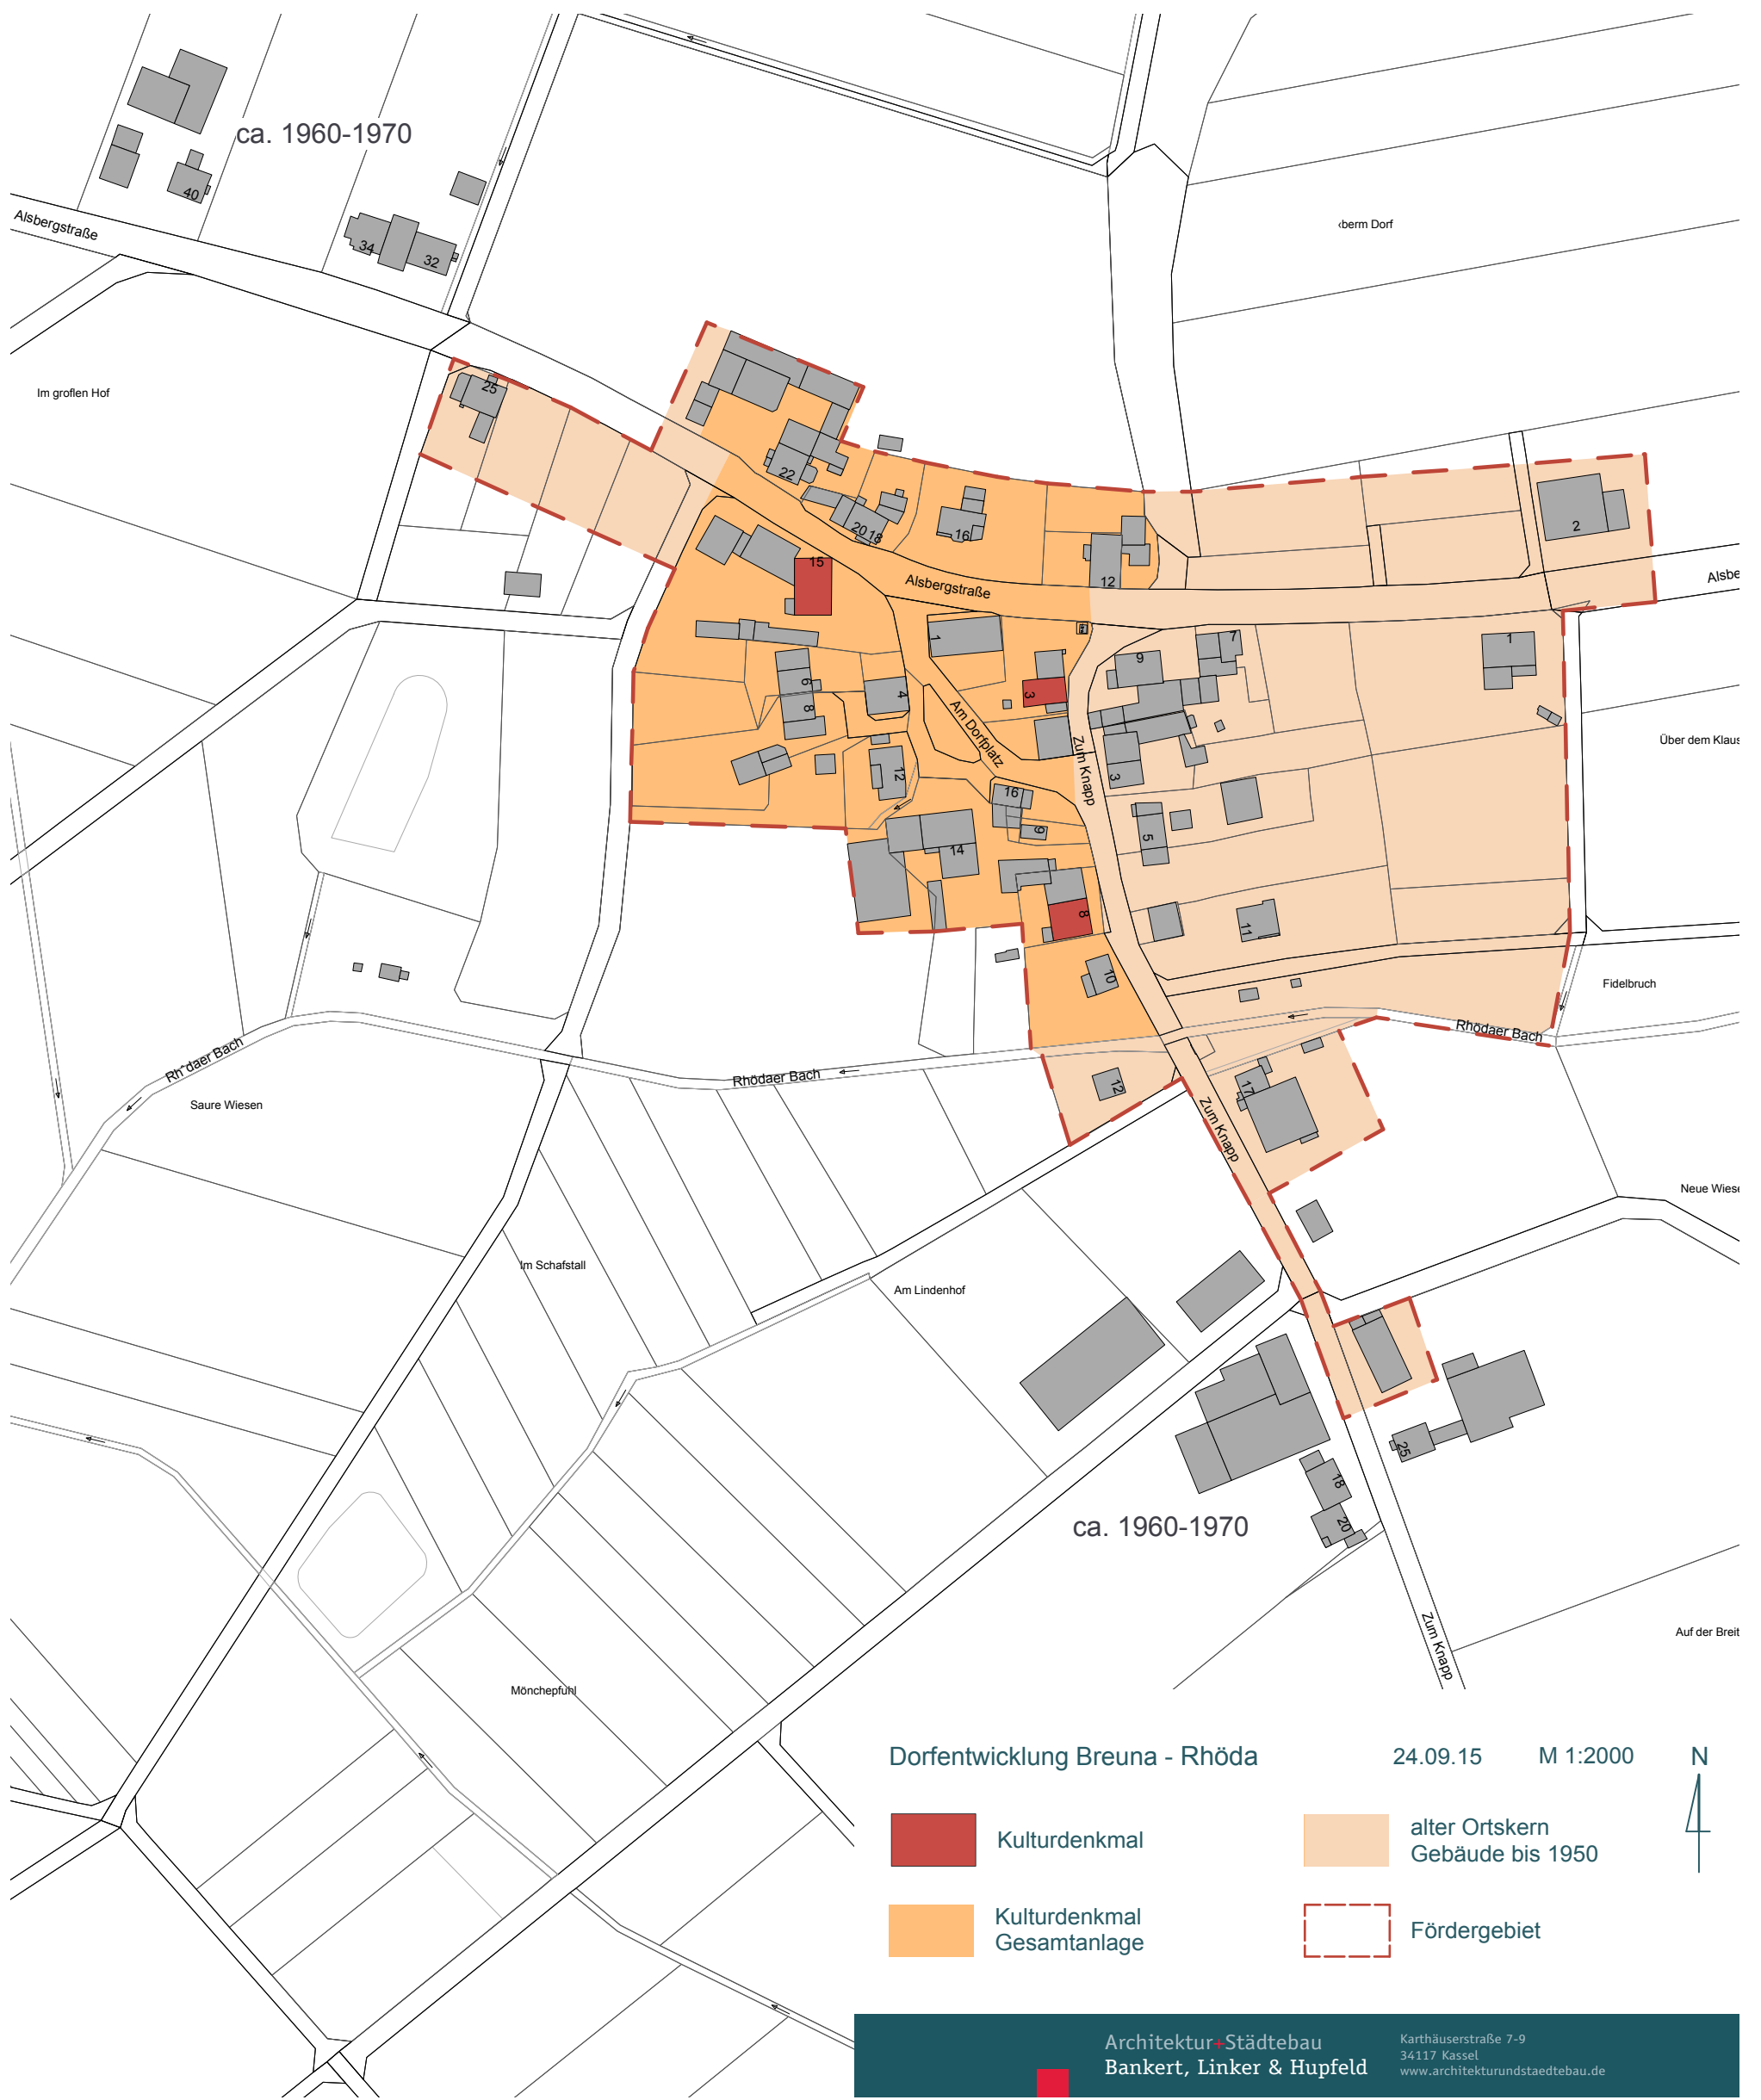 ca. 1960-1970
40
Alsbergstraße
34
32
‹berm Dorf
Im groflen Hof
25
22
20 18
16
2
15
12
Alsbergstraße
Alsbe
1
7
1
9
6
3
4
8
Am Dorfplatz
Zum Knapp
Über dem Klaus
3
12
16
9
5
14
8
11
10
Fidelbruch
Rhödaer Bach
Rh^daer Bach
Rhödaer Bach
12
17
Saure Wiesen
Zum Knapp
Neue Wiese
Im Schafstall
Am Lindenhof
25
18
20
ca. 1960-1970
Zum Knapp
Auf der Breit
Mönchepfuhl
Dorfentwicklung Breuna - Rhöda 24.09.15 M 1:2000 N
Kulturdenkmal
alter Ortskern
Gebäude bis 1950
Kulturdenkmal
Gesamtanlage
Fördergebiet
Architektur+Städtebau
Bankert, Linker & Hupfeld
Karthäuserstraße 7-9
34117 Kassel
www.architekturundstaedtebau.de